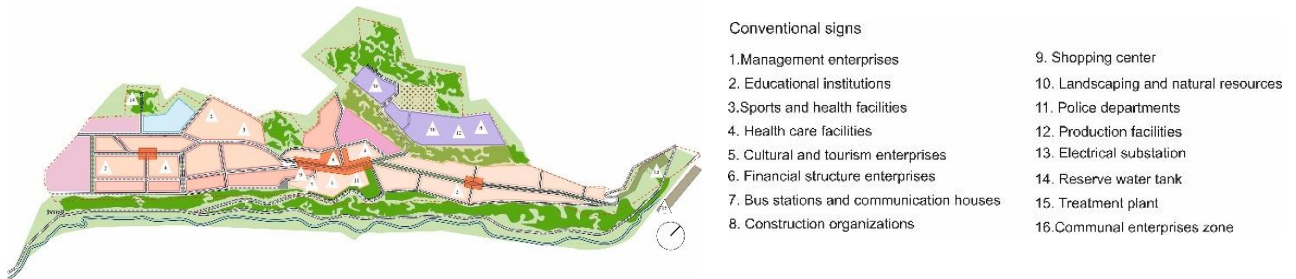 Conventional signs
1.Management enterprises
2. Educational institutions
3.Sports and health facilities
4. Health care facilities
5. Cultural and tourism enterprises
6. Financial structure enterprises
7. Bus stations and communication houses
8. Construction organizations
9. Shopping center
10. Landscaping and natural resources
11. Police departments
12. Production facilities
13. Electrical substation
14. Reserve water tank
15. Treatment plant
16.Communal enterprises zone